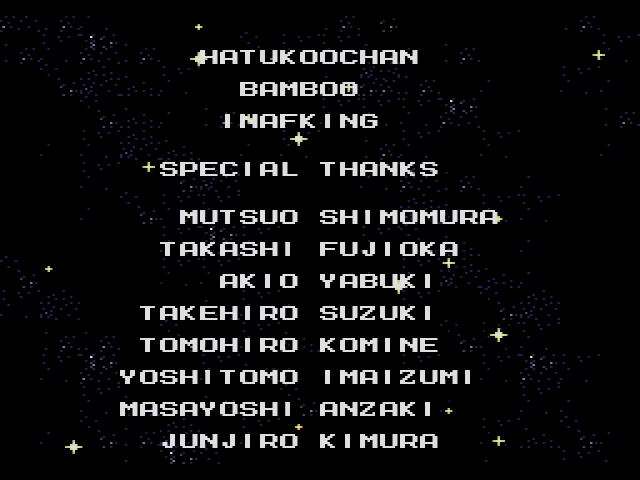 HATUKOOCHAN
BAMBOO
IMAFKING
SPECIAL THANKS
MUTSUO SHIMOMURA
TAKASHI FUJIOKA
AKIO YABUKI
TAKEHIRO SUZUKI
TOMOHIRO KOMINE
YOSHITOMO IMAIZUMI
MASAYOSHI ANZAKI
JUNJIRO KIMURA